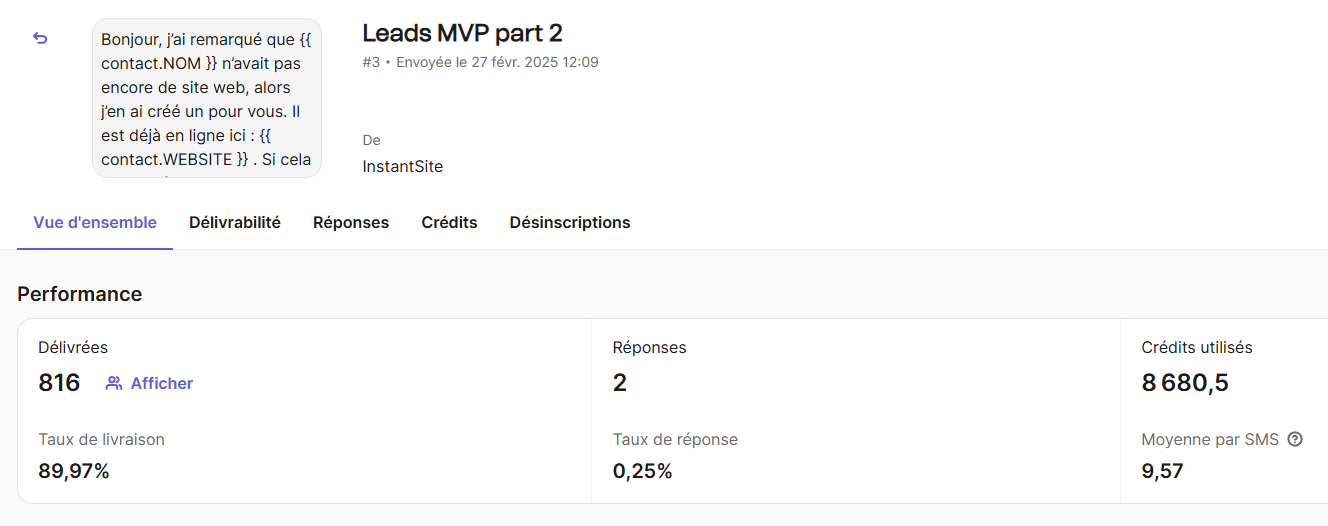 Bonjour, j’ai remarqué que {{
contact.NOM }} n’avait pas
encore de site web, alors
j’en ai créé un pour vous. Il
est déjà en ligne ici : {{
contact.WEBSITE }} . Si cela
Leads MVP part 2
#3 • Envoyée le 27 févr. 2025 12:09
De
InstantSite
Vue d'ensemble Délivrabilité Réponses Crédits Désinscriptions
Performance
Délivrées
816 Afficher
Taux de livraison
89,97%
Réponses
2
Taux de réponse
0,25%
Crédits utilisés
8 680,5
Moyenne par SMS ?
9,57